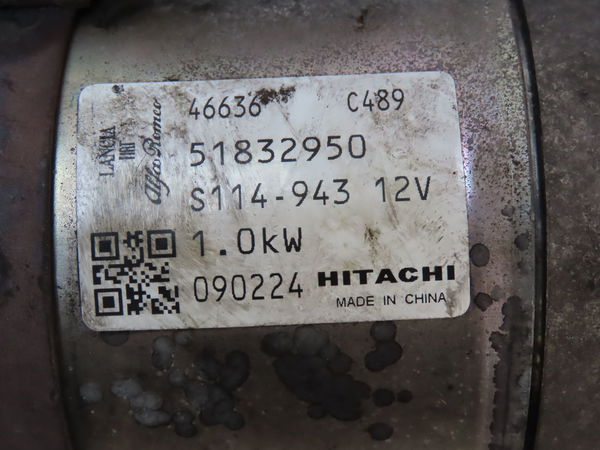 46636 C489
51832950
S114-943 12V
1.0kW
090224 HITACHI
MADE IN CHINA
LANCIA
FIAT
Alfa Romeo